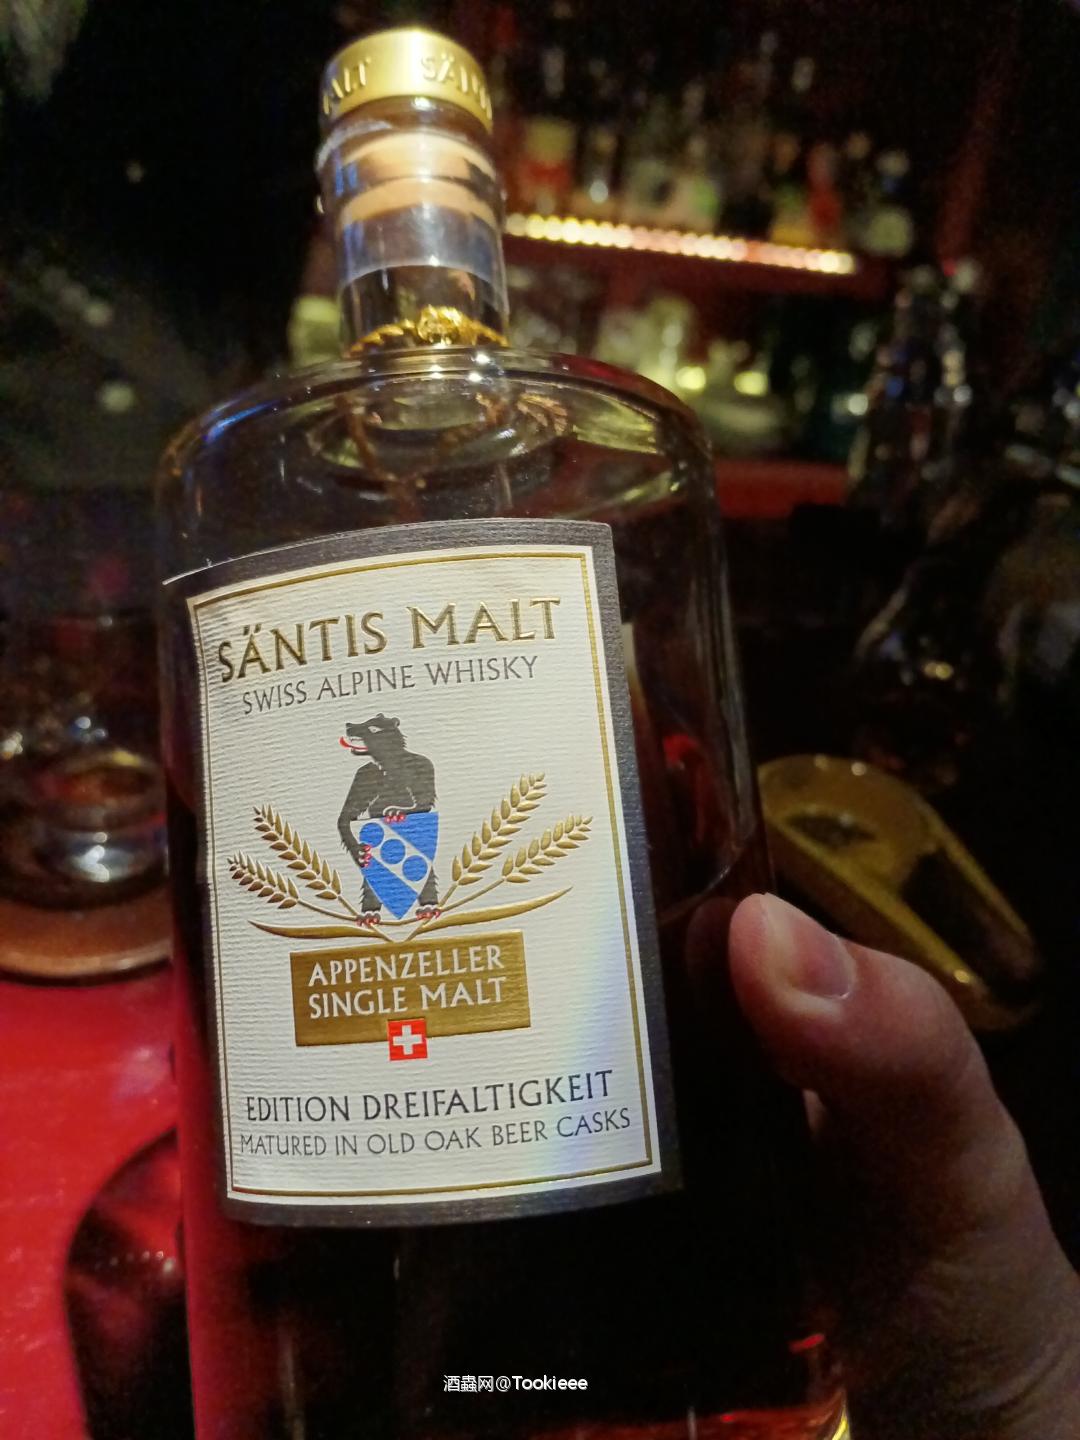 SÄNTIS MALT
SWISS ALPINE WHISKY
APPENZELLER
SINGLE MALT
EDITION DREIFALTIGKEIT
MATURED IN OLD OAK BEER CASKS
酒蟲网@Tookieee